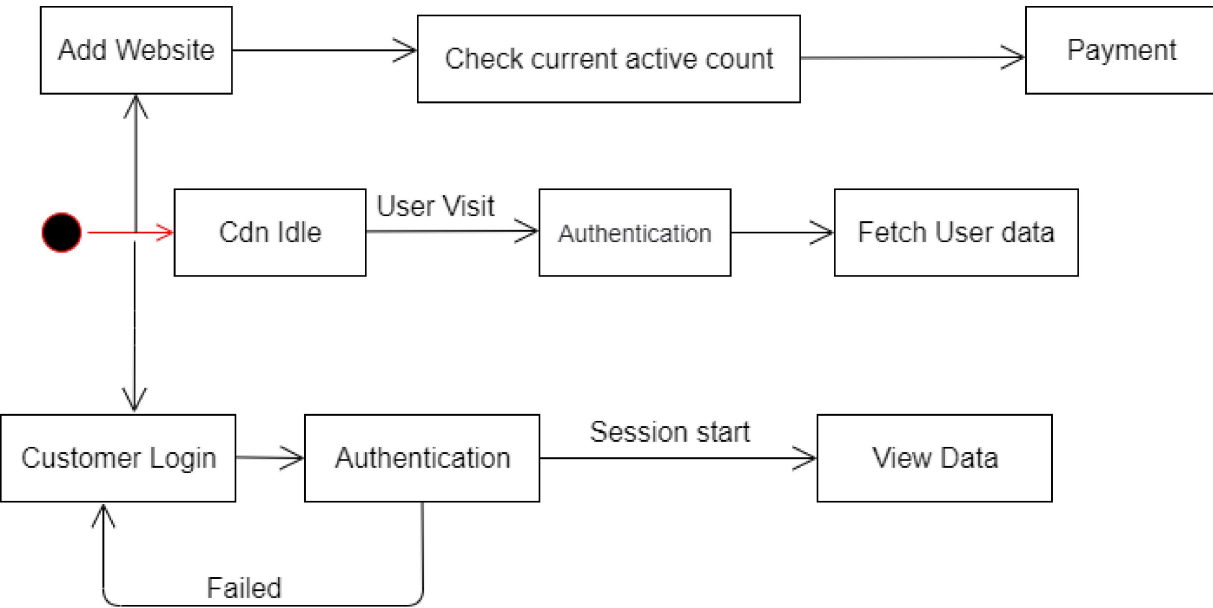 Add Website
Check current active count
Payment
User Visit
Cdn Idle
Authentication
Fetch User data
Session start
Customer Login
Authentication
View Data
Failed